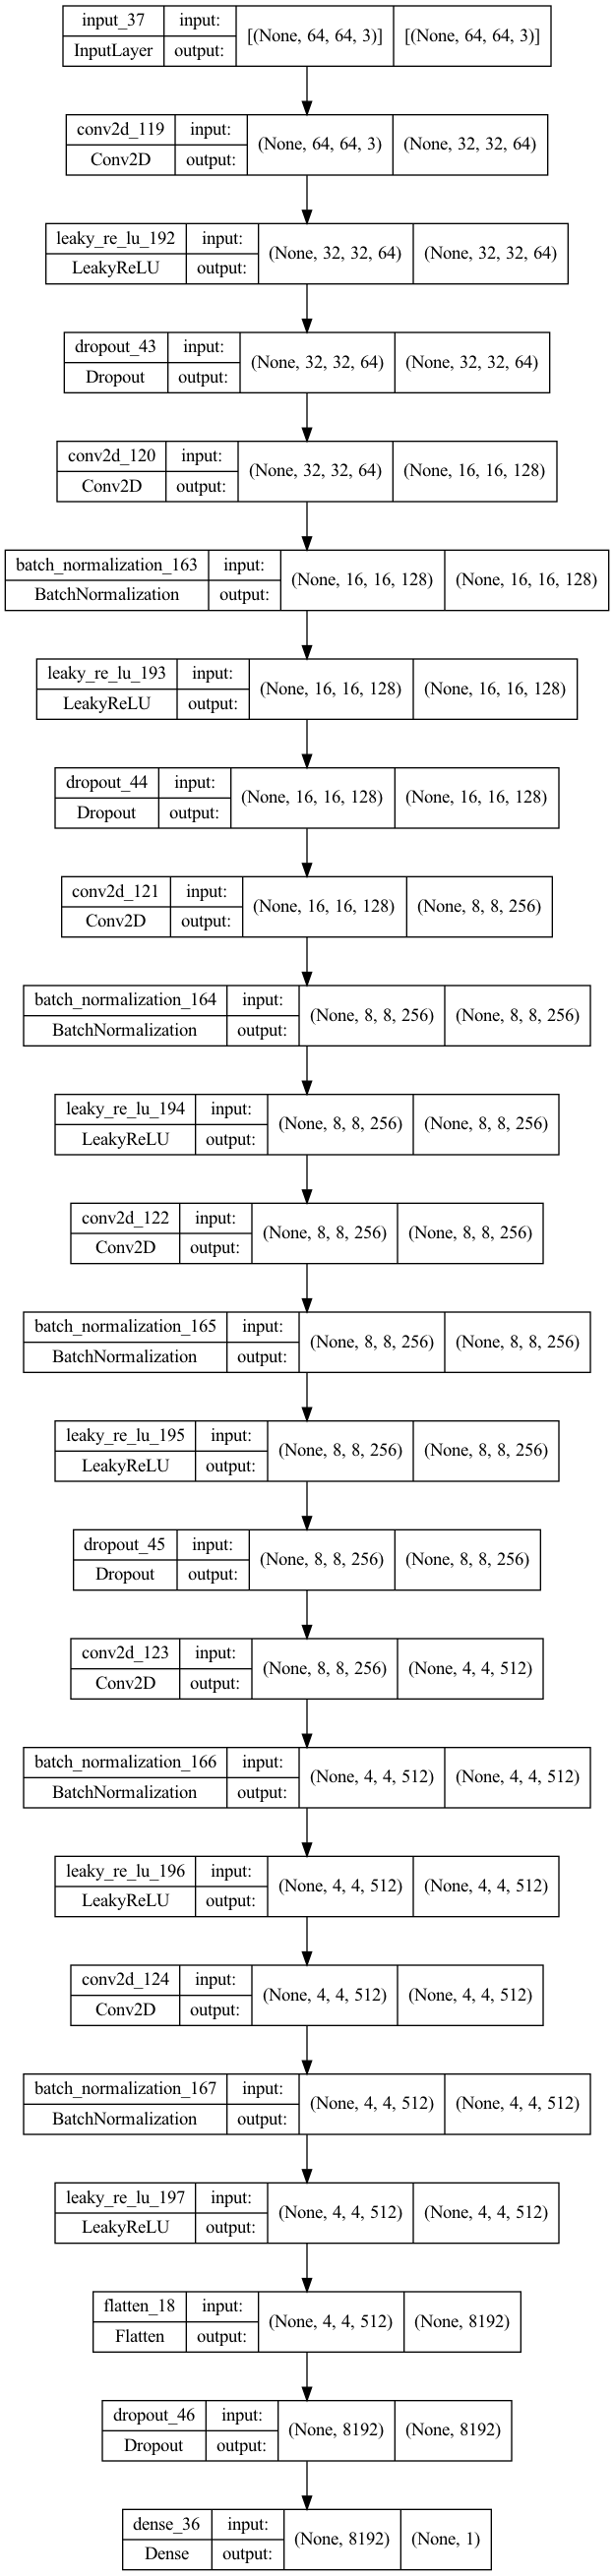 input_37 input: [(None, 64, 64, 3)] [(None, 64, 64, 3)]
InputLayer output:
conv2d_119 input: (None, 64, 64, 3) (None, 32, 32, 64)
Conv2D output:
leaky_re_lu_192 input: (None, 32, 32, 64) (None, 32, 32, 64)
LeakyReLU output:
dropout_43 input: (None, 32, 32, 64) (None, 32, 32, 64)
Dropout output:
conv2d_120 input: (None, 32, 32, 64) (None, 16, 16, 128)
Conv2D output:
batch_normalization_163 input: (None, 16, 16, 128) (None, 16, 16, 128)
BatchNormalization output:
leaky_re_lu_193 input: (None, 16, 16, 128) (None, 16, 16, 128)
LeakyReLU output:
dropout_44 input: (None, 16, 16, 128) (None, 16, 16, 128)
Dropout output:
conv2d_121 input: (None, 16, 16, 128) (None, 8, 8, 256)
Conv2D output:
batch_normalization_164 input: (None, 8, 8, 256) (None, 8, 8, 256)
BatchNormalization output:
leaky_re_lu_194 input: (None, 8, 8, 256) (None, 8, 8, 256)
LeakyReLU output:
conv2d_122 input: (None, 8, 8, 256) (None, 8, 8, 256)
Conv2D output:
batch_normalization_165 input: (None, 8, 8, 256) (None, 8, 8, 256)
BatchNormalization output:
leaky_re_lu_195 input: (None, 8, 8, 256) (None, 8, 8, 256)
LeakyReLU output:
dropout_45 input: (None, 8, 8, 256) (None, 8, 8, 256)
Dropout output:
conv2d_123 input: (None, 8, 8, 256) (None, 4, 4, 512)
Conv2D output:
batch_normalization_166 input: (None, 4, 4, 512) (None, 4, 4, 512)
BatchNormalization output:
leaky_re_lu_196 input: (None, 4, 4, 512) (None, 4, 4, 512)
LeakyReLU output:
conv2d_124 input: (None, 4, 4, 512) (None, 4, 4, 512)
Conv2D output:
batch_normalization_167 input: (None, 4, 4, 512) (None, 4, 4, 512)
BatchNormalization output:
leaky_re_lu_197 input: (None, 4, 4, 512) (None, 4, 4, 512)
LeakyReLU output:
flatten_18 input: (None, 4, 4, 512) (None, 8192)
Flatten output:
dropout_46 input: (None, 8192) (None, 8192)
Dropout output:
dense_36 input: (None, 8192) (None, 1)
Dense output: